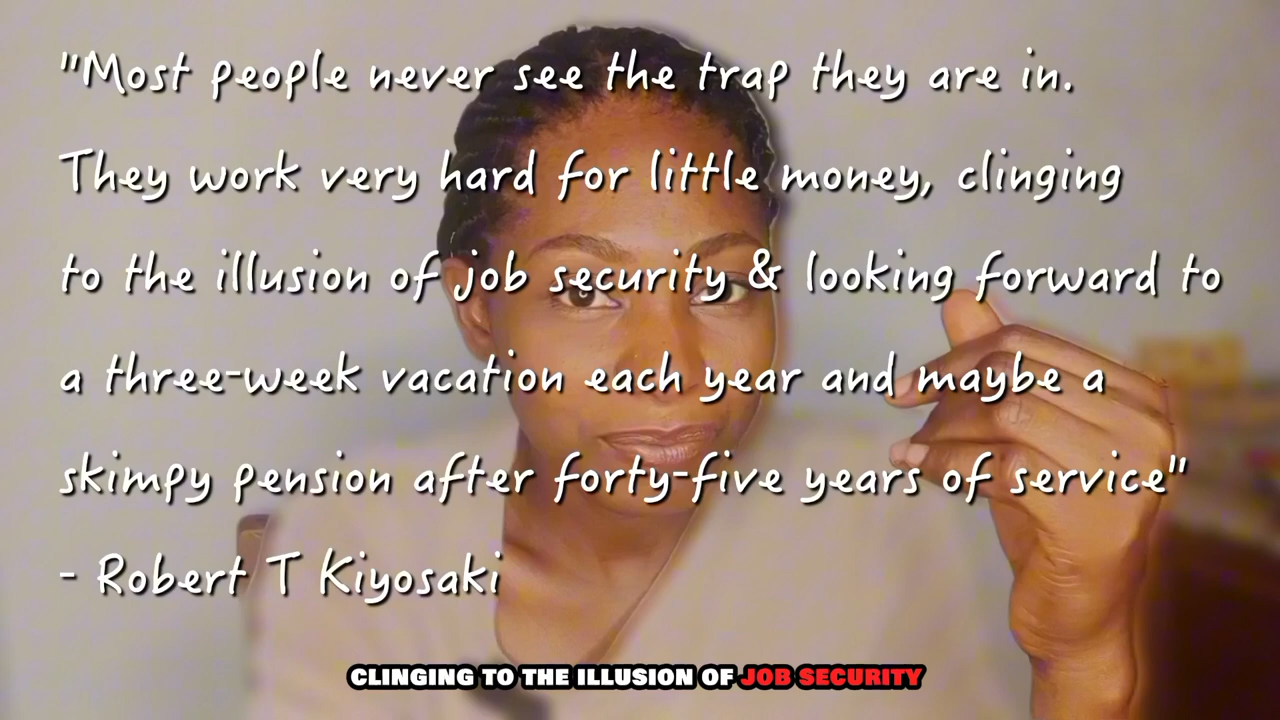 "Most people never see the trap they are in.
They work very hard for little money, clinging
to the illusion of job security & looking forward to
a three-week vacation each year and maybe a
skimpy pension after forty-five years of service"
- Robert T Kiyosaki
CLINGING TO THE ILLUSION OF JOB SECURITY